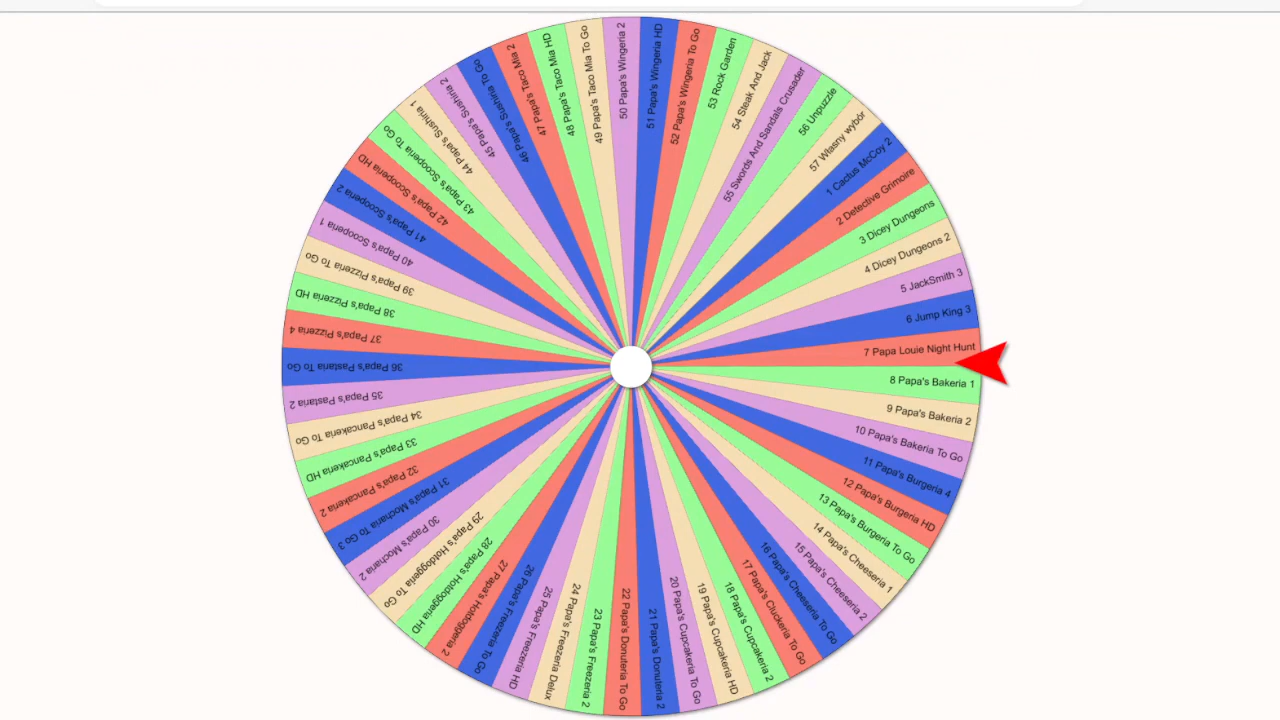 1 Cactus McCoy 2
2 Detective Grimoire
3 Dicey Dungeons
4 Dicey Dungeons 2
5 JackSmith 3
6 Jump King 3
7 Papa Louie Night Hunt
8 Papa's Bakeria 1
9 Papa's Bakeria 2
10 Papa's Bakeria To Go
11 Papa's Burgeria 4
12 Papa's Burgeria HD
13 Papa's Burgeria To Go
14 Papa's Cheeseria 1
15 Papa's Cheeseria 2
16 Papa's Cheeseria To Go
17 Papa's Cluckeria To Go
18 Papa's Cupcakeria 2
19 Papa's Cupcakeria HD
20 Papa's Cupcakeria To Go
21 Papa's Donuteria 2
22 Papa's Donuteria To Go
23 Papa's Freezeria 2
24 Papa's Freezeria Delux
25 Papa's Freezeria HD
26 Papa's Freezeria To Go
27 Papa's Hotdoggeria 2
28 Papa's Hotdoggeria HD
29 Papa's Hotdoggeria To Go
30 Papa's Mocharia 2
31 Papa's Mocharia To Go 3
32 Papa's Pancakeria 2
33 Papa's Pancakeria HD
34 Papa's Pancakeria To Go
35 Papa's Pastaria 2
36 Papa's Pastaria To Go
37 Papa's Pizzeria 4
38 Papa's Pizzeria HD
39 Papa's Pizzeria To Go
40 Papa's Scooperia 1
41 Papa's Scooperia 2
42 Papa's Scooperia HD
43 Papa's Scooperia To Go
44 Papa's Sushiria 1
45 Papa's Sushiria 2
46 Papa's Sushiria To Go
47 Papa's Taco Mia 2
48 Papa's Taco Mia HD
49 Papa's Taco Mia To Go
50 Papa's Wingeria 2
51 Papa's Wingeria HD
52 Papa's Wingeria To Go
53 Rock Garden
54 Steak And Jack
55 Swords And Sandals Crusader
56 Unpuzzle
57 Własny wybór